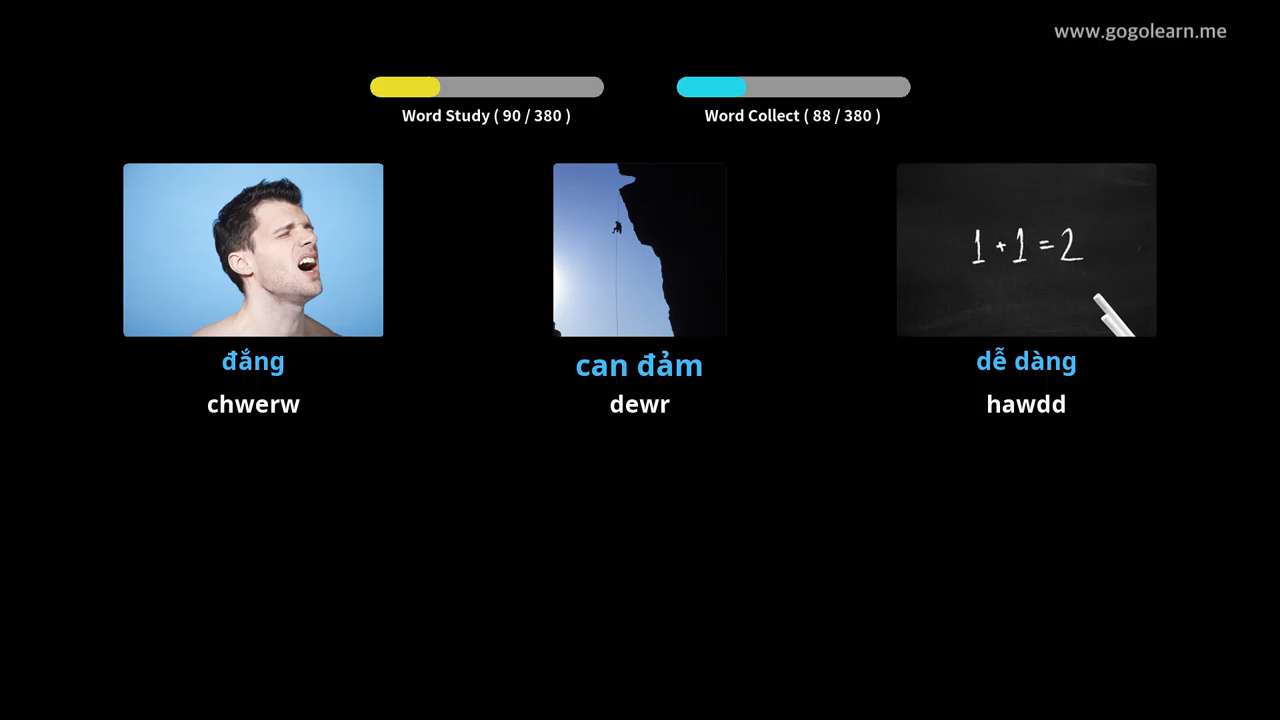 www.gogolearn.me
Word Study ( 90 / 380 )
Word Collect ( 88 / 380 )
1 + 1 = 2
đắng
can đảm
dễ dàng
chwerw
dewr
hawdd